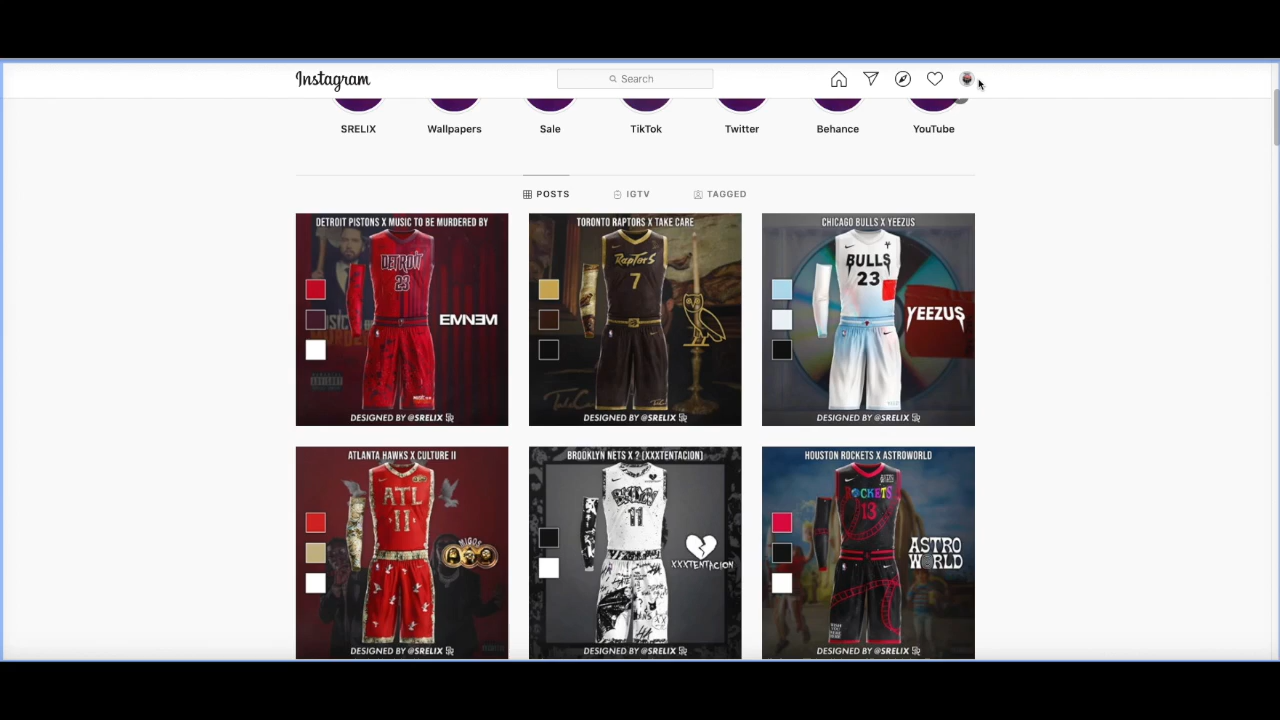 Instagram
Search
SRELIX
Wallpapers
Sale
TikTok
Twitter
Behance
YouTube
POSTS
IGTV
TAGGED
DETROIT PISTONS X MUSIC TO BE MURDERED BY
DETROIT
23
EMINEM
DESIGNED BY @SRELIX
TORONTO RAPTORS X TAKE CARE
RAPTORS
7
DESIGNED BY @SRELIX
CHICAGO BULLS X YEEZUS
BULLS
23
YEEZUS
DESIGNED BY @SRELIX
ATLANTA HAWKS X CULTURE II
ATL
11
MIGOS
DESIGNED BY @SRELIX
BROOKLYN NETS X ? (XXXTENTACION)
11
XXXTENTACION
DESIGNED BY @SRELIX
HOUSTON ROCKETS X ASTROWORLD
ROCKETS
13
ASTRO
WORLD
DESIGNED BY @SRELIX